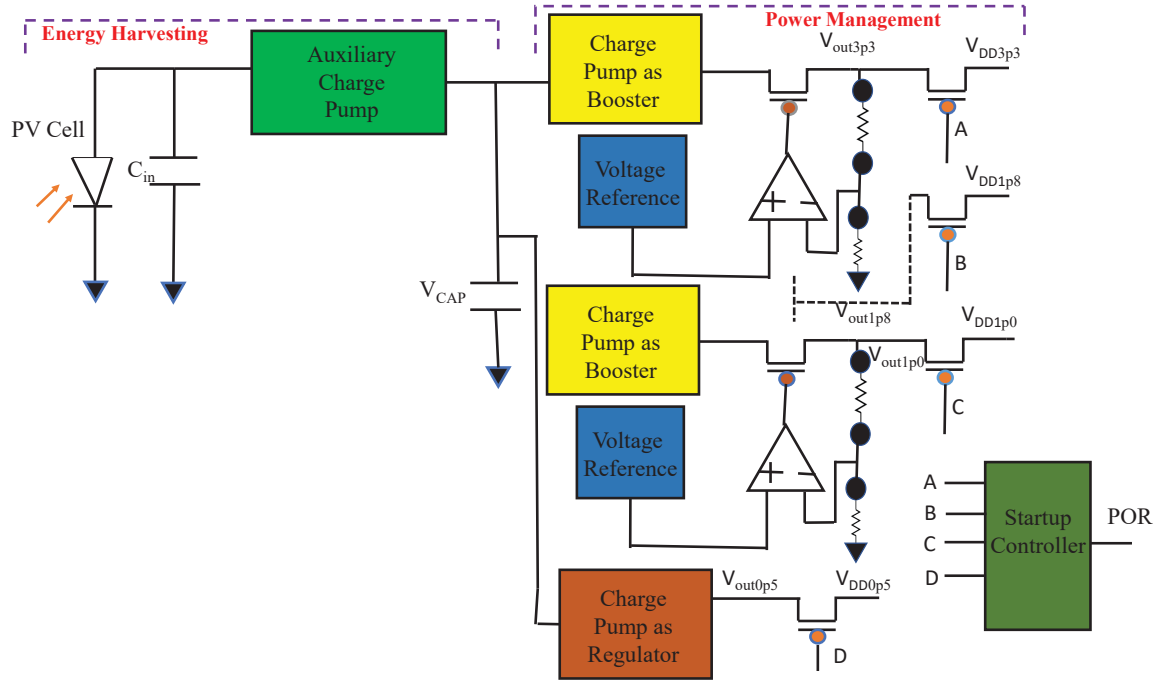 Energy Harvesting
Power Management
Auxiliary
Charge
Pump
Charge
Pump as
Booster
Vout3p3
VDD3p3
PV Cell
Cin
A
Voltage
Reference
+ −
VDD1p8
B
VCAP
Vout1p8
Charge
Pump as
Booster
VDD1p0
Vout1p0
C
Voltage
Reference
+ −
A
B
C
D
Startup
Controller
POR
Charge
Pump as
Regulator
Vout0p5
VDD0p5
D